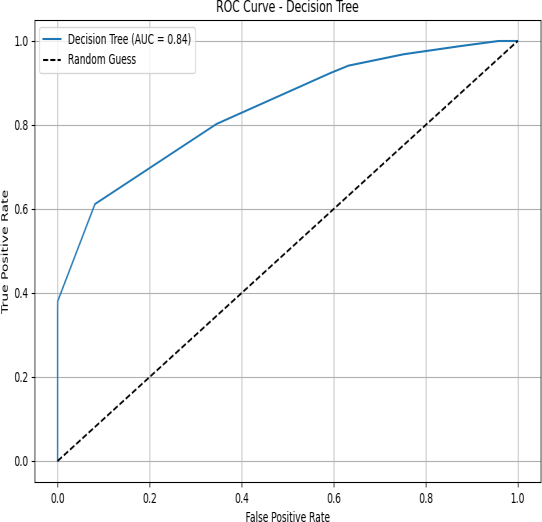 ROC Curve - Decision Tree
Decision Tree (AUC = 0.84)
Random Guess
1.0
0.8
0.6
0.4
0.2
0.0
True Positive Rate
0.0 0.2 0.4 0.6 0.8 1.0
False Positive Rate